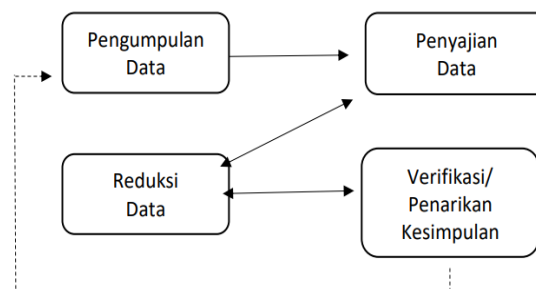 Pengumpulan
Data
Penyajian
Data
Reduksi
Data
Verifikasi/
Penarikan
Kesimpulan